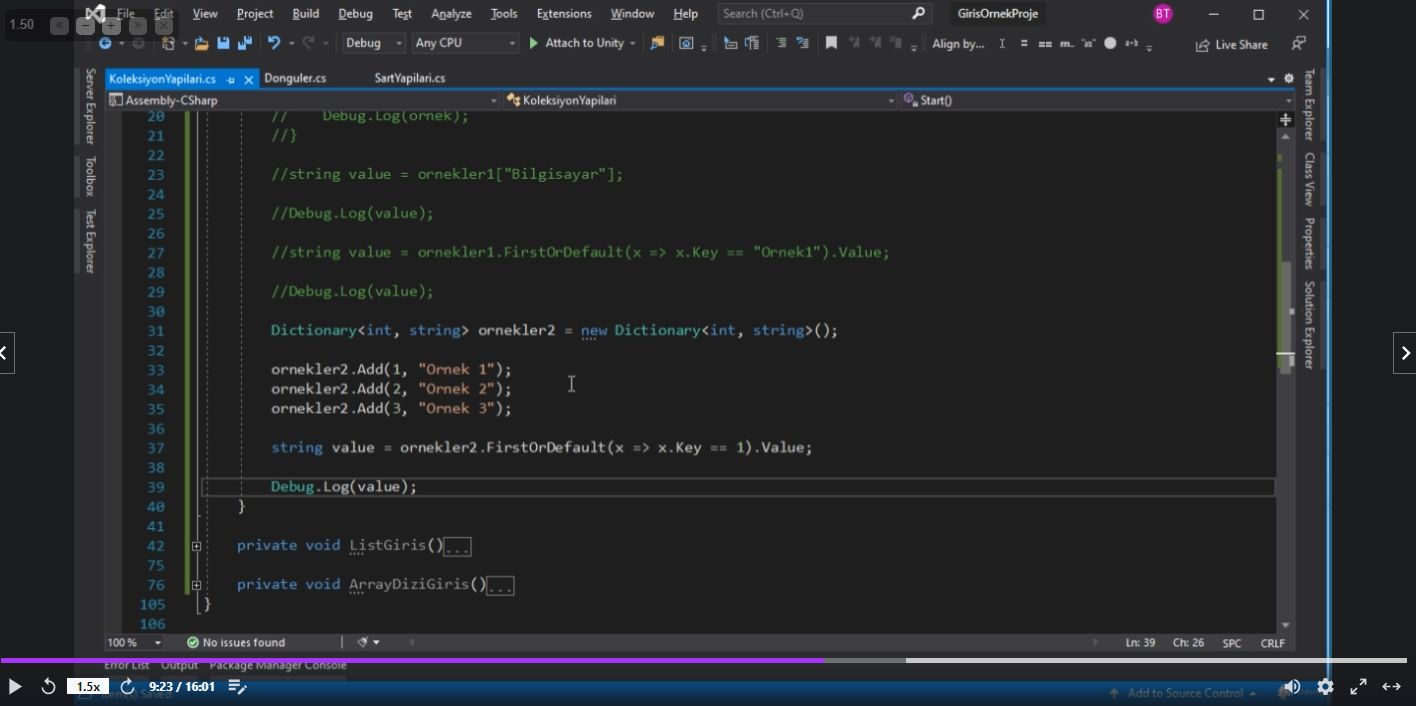 1.50
File Edit View Project Build Debug Test Analyze Tools Extensions Window Help Search (Ctrl+Q) GirisOrnekProje BT
Debug Any CPU Attach to Unity Align by... Live Share
KoleksiyonYapilari.cs Donguler.cs SartYapilari.cs
Assembly-CSharp KoleksiyonYapilari Start()
Server Explorer
Toolbox
Test Explorer
20 // Debug.Log(ornek);
21 //}
22
23 //string value = ornekler1["Bilgisayar"];
24
25 //Debug.Log(value);
26
27 //string value = ornekler1.FirstOrDefault(x => x.Key == "Ornek1").Value;
28
29 //Debug.Log(value);
30
31 Dictionary<int, string> ornekler2 = new Dictionary<int, string>();
32
33 ornekler2.Add(1, "Ornek 1");
34 ornekler2.Add(2, "Ornek 2");
35 ornekler2.Add(3, "Ornek 3");
36
37 string value = ornekler2.FirstOrDefault(x => x.Key == 1).Value;
38
39 Debug.Log(value);
40 }
41
42 private void ListGiris()...
75
76 private void ArrayDiziGiris()...
105 }
106
Team Explorer
Class View
Properties
Solution Explorer
100 % No issues found Ln: 39 Ch: 26 SPC CRLF
Error List Output Package Manager Console
1.5x 9:23 / 16:01
Item(s) Saved Add to Source Control